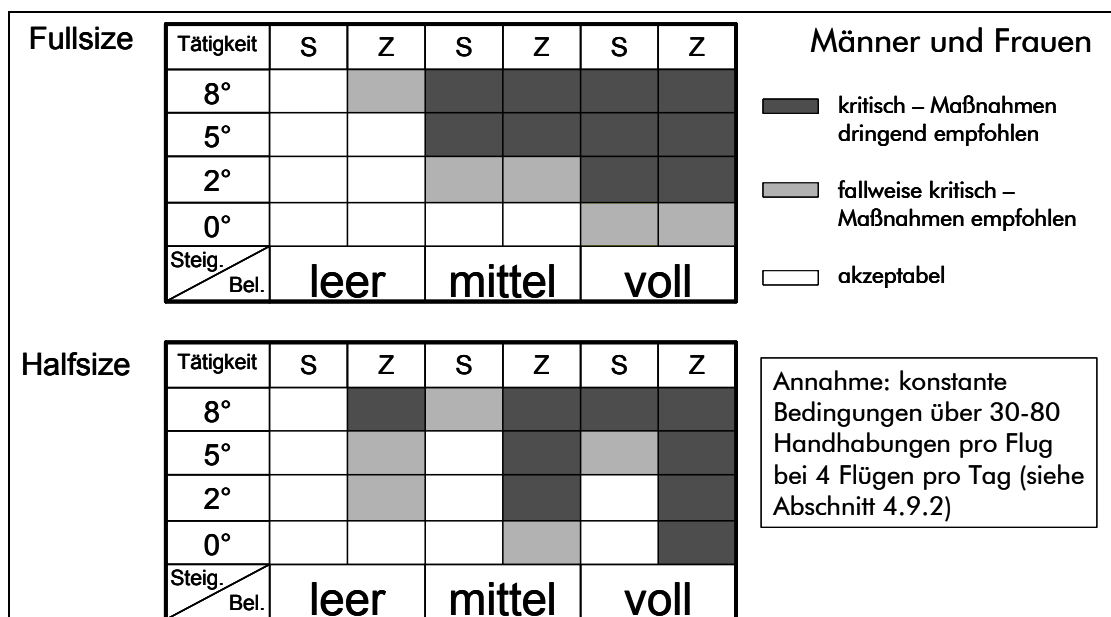 Fullsize
Tätigkeit S Z S Z S Z
8°
5°
2°
0°
Steig.
Bel.
leer mittel voll
Männer und Frauen
kritisch – Maßnahmen
dringend empfohlen
fallweise kritisch –
Maßnahmen empfohlen
akzeptabel
Halfsize
Tätigkeit S Z S Z S Z
8°
5°
2°
0°
Steig.
Bel.
leer mittel voll
Annahme: konstante
Bedingungen über 30-80
Handhabungen pro Flug
bei 4 Flügen pro Tag (siehe
Abschnitt 4.9.2)